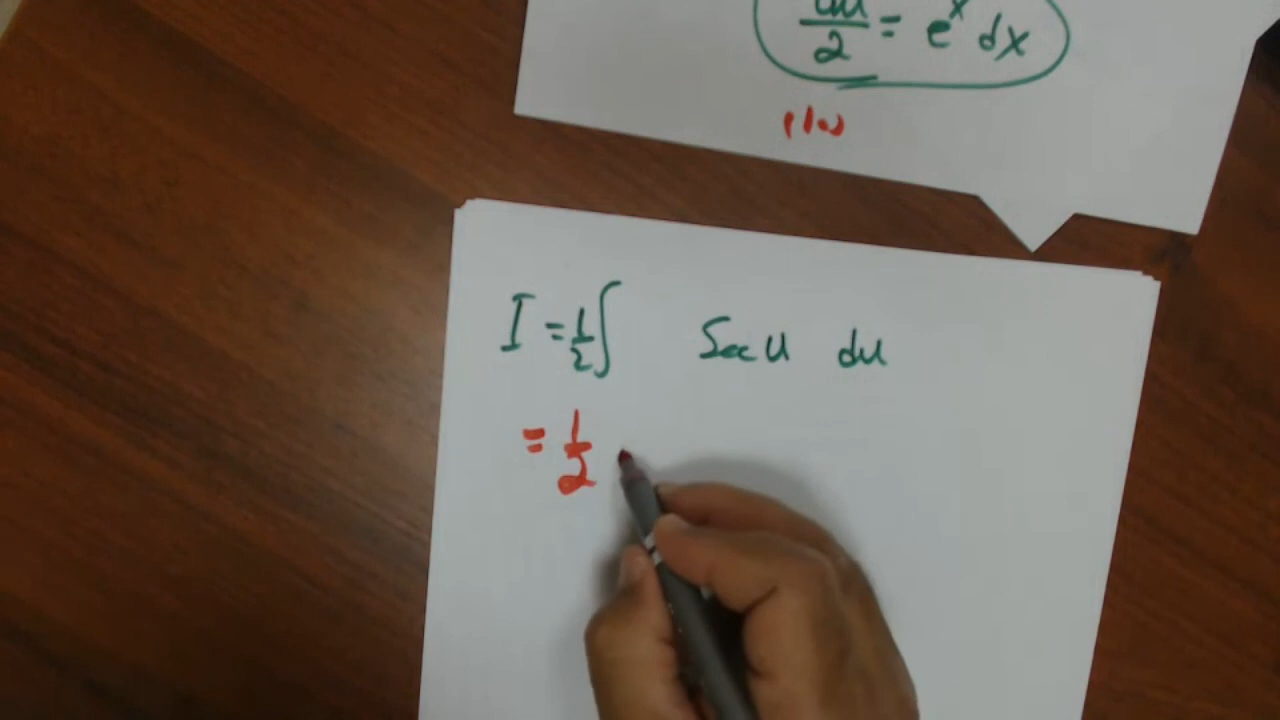 du/2 = e^x dx
I = 1/2 ∫ Sec u du
= 1/2